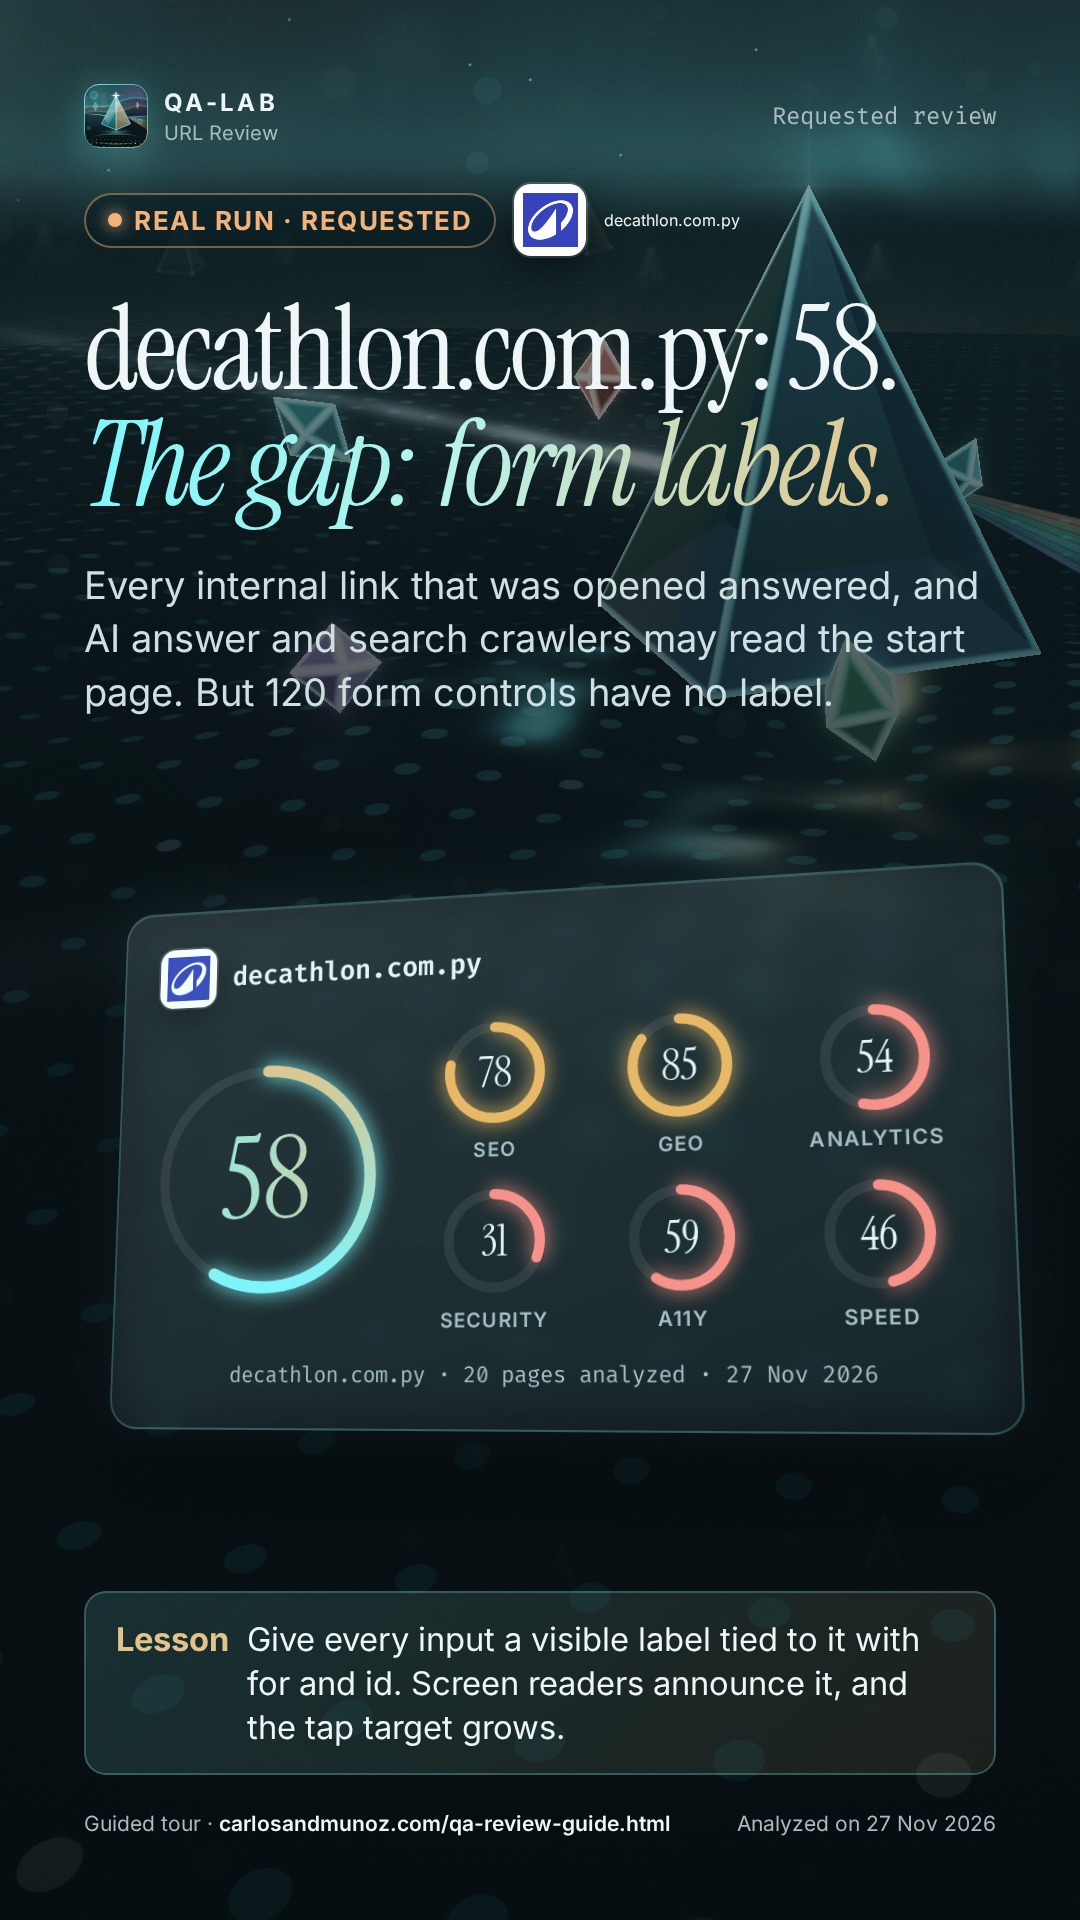 QA-LAB
URL Review
Requested review
REAL RUN · REQUESTED
decathlon.com.py
decathlon.com.py: 58.
The gap: form labels.
Every internal link that was opened answered, and
AI answer and search crawlers may read the start
page. But 120 form controls have no label.
decathlon.com.py
58
78
SEO
85
GEO
54
ANALYTICS
31
SECURITY
59
A11Y
46
SPEED
decathlon.com.py · 20 pages analyzed · 27 Nov 2026
Lesson Give every input a visible label tied to it with
for and id. Screen readers announce it, and
the tap target grows.
Guided tour · carlosandmunoz.com/qa-review-guide.html
Analyzed on 27 Nov 2026